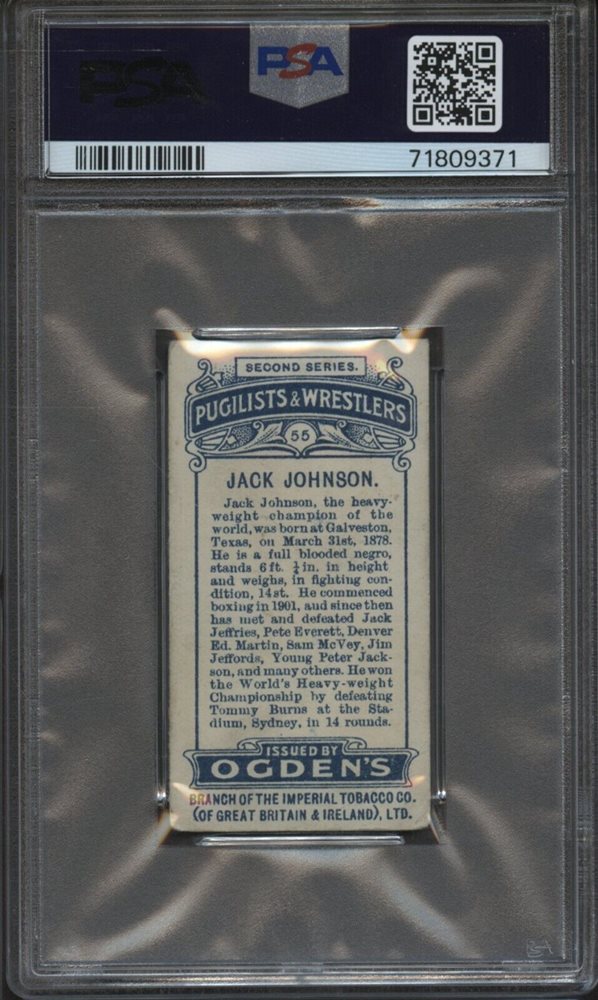 PSA
PSA
71809371
SECOND SERIES.
PUGILISTS & WRESTLERS
55
JACK JOHNSON.
Jack Johnson, the heavy-
weight champion of the
world, was born at Galveston,
Texas, on March 31st, 1878.
He is a full blooded negro,
stands 6 ft. ¼ in. in height
and weighs, in fighting con-
dition, 14 st. He commenced
boxing in 1901, and since then
has met and defeated Jack
Jeffries, Pete Everett, Denver
Ed. Martin, Sam McVey, Jim
Jeffords, Young Peter Jack-
son, and many others. He won
the World's Heavy-weight
Championship by defeating
Tommy Burns at the Sta-
dium, Sydney, in 14 rounds.
ISSUED BY
OGDEN'S
BRANCH OF THE IMPERIAL TOBACCO CO.
(OF GREAT BRITAIN & IRELAND), LTD.
PSA